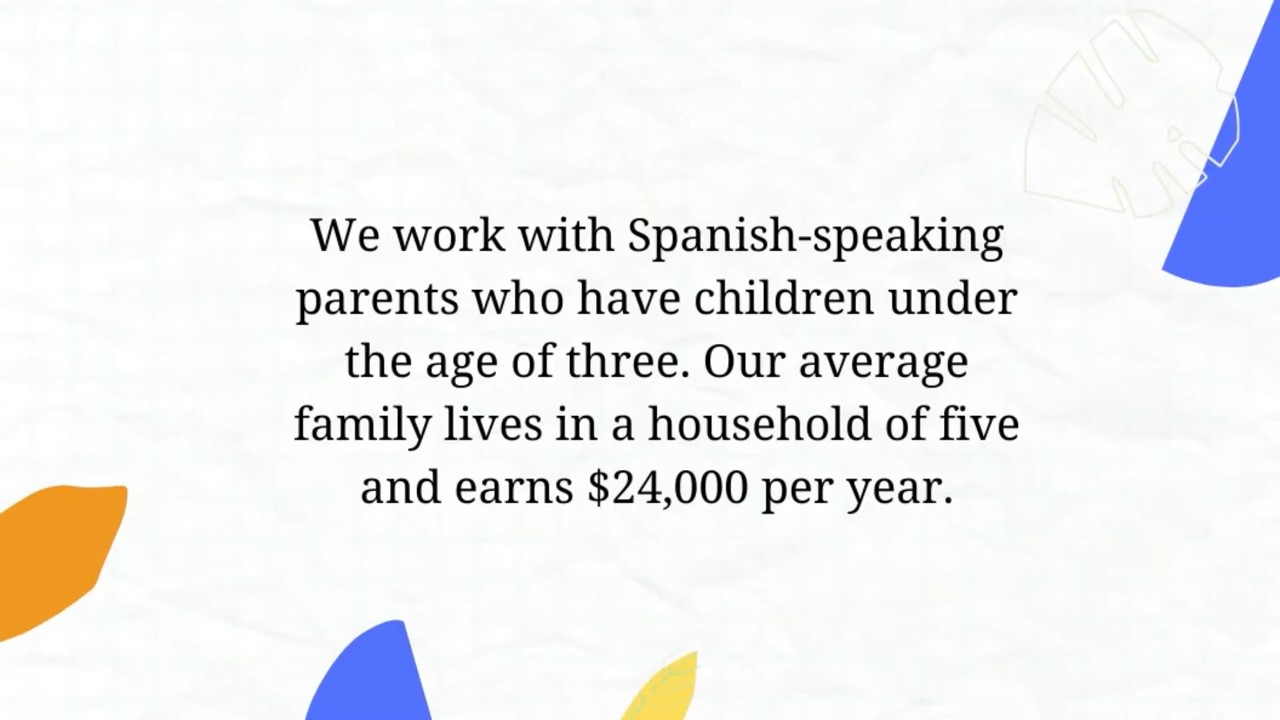 We work with Spanish-speaking
parents who have children under
the age of three. Our average
family lives in a household of five
and earns $24,000 per year.